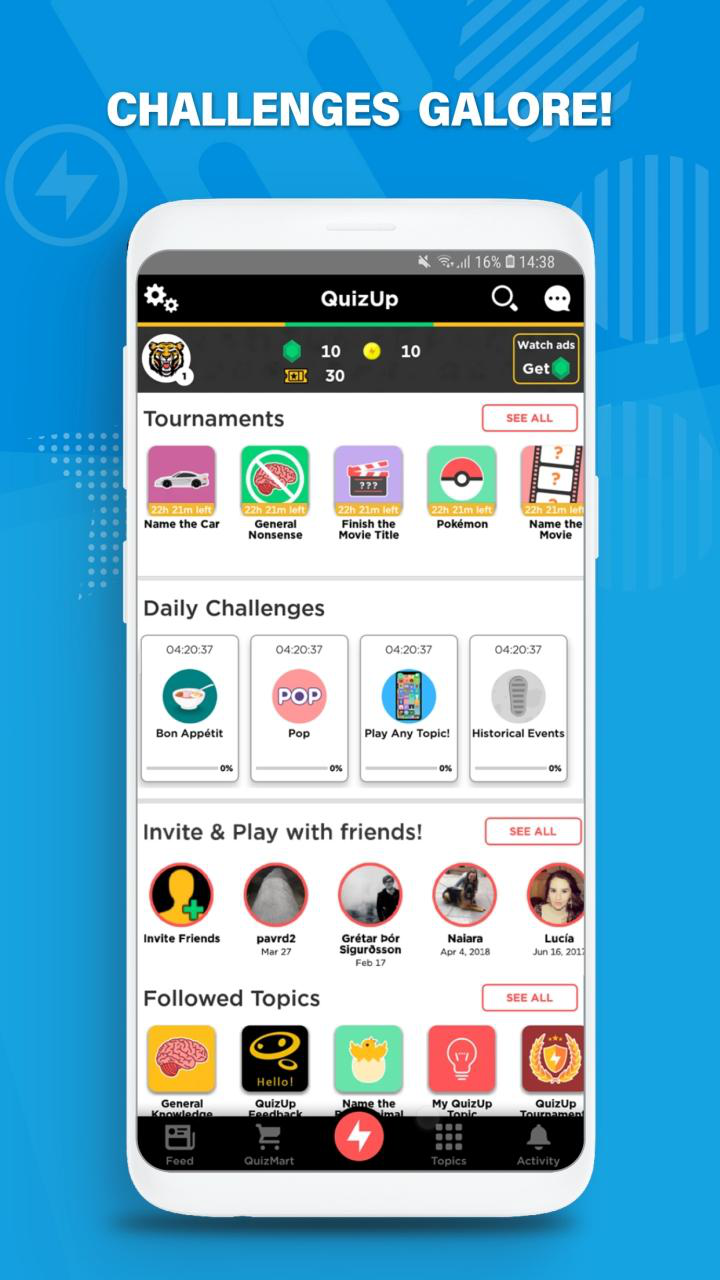 CHALLENGES GALORE!
16% 14:38
QuizUp
1
10 10
30
Watch ads
Get
Tournaments
SEE ALL
???
?
?
22h 21m left 22h 21m left 22h 21m left 22h 21m left 22h 21m left
Name the Car
General
Nonsense
Finish the
Movie Title
Pokémon
Name the
Movie
Daily Challenges
04:20:37 04:20:37 04:20:37 04:20:37
POP
Bon Appétit Pop Play Any Topic! Historical Events
0% 0% 0% 0%
Invite & Play with friends!
SEE ALL
Invite Friends
pavrd2
Mar 27
Grétar Þór
Sigurðsson
Feb 17
Naiara
Apr 4, 2018
Lucía
Jun 16, 2017
Followed Topics
SEE ALL
Hello!
General
Knowledge
QuizUp
Feedback
Name the
My QuizUp
Topic
QuizUp
Tournament
Feed QuizMart Topics Activity